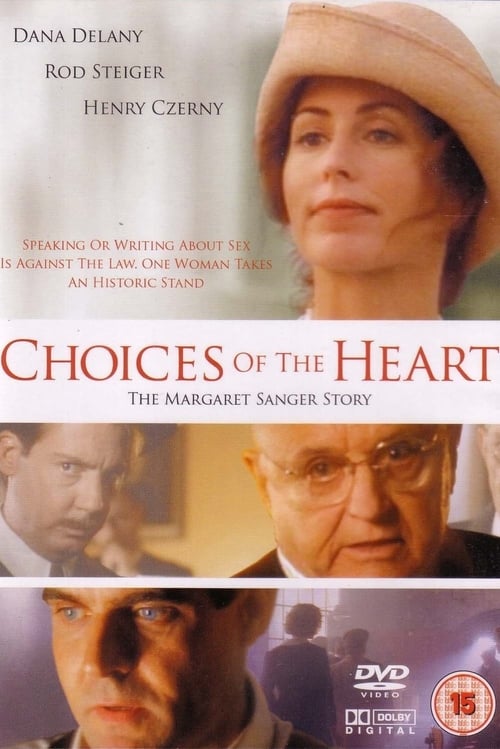 DANA DELANY
ROD STEIGER
HENRY CZERNY
SPEAKING OR WRITING ABOUT SEX
IS AGAINST THE LAW. ONE WOMAN TAKES
AN HISTORIC STAND
CHOICES OF THE HEART
THE MARGARET SANGER STORY
DVD
VIDEO
DOLBY
DIGITAL
15